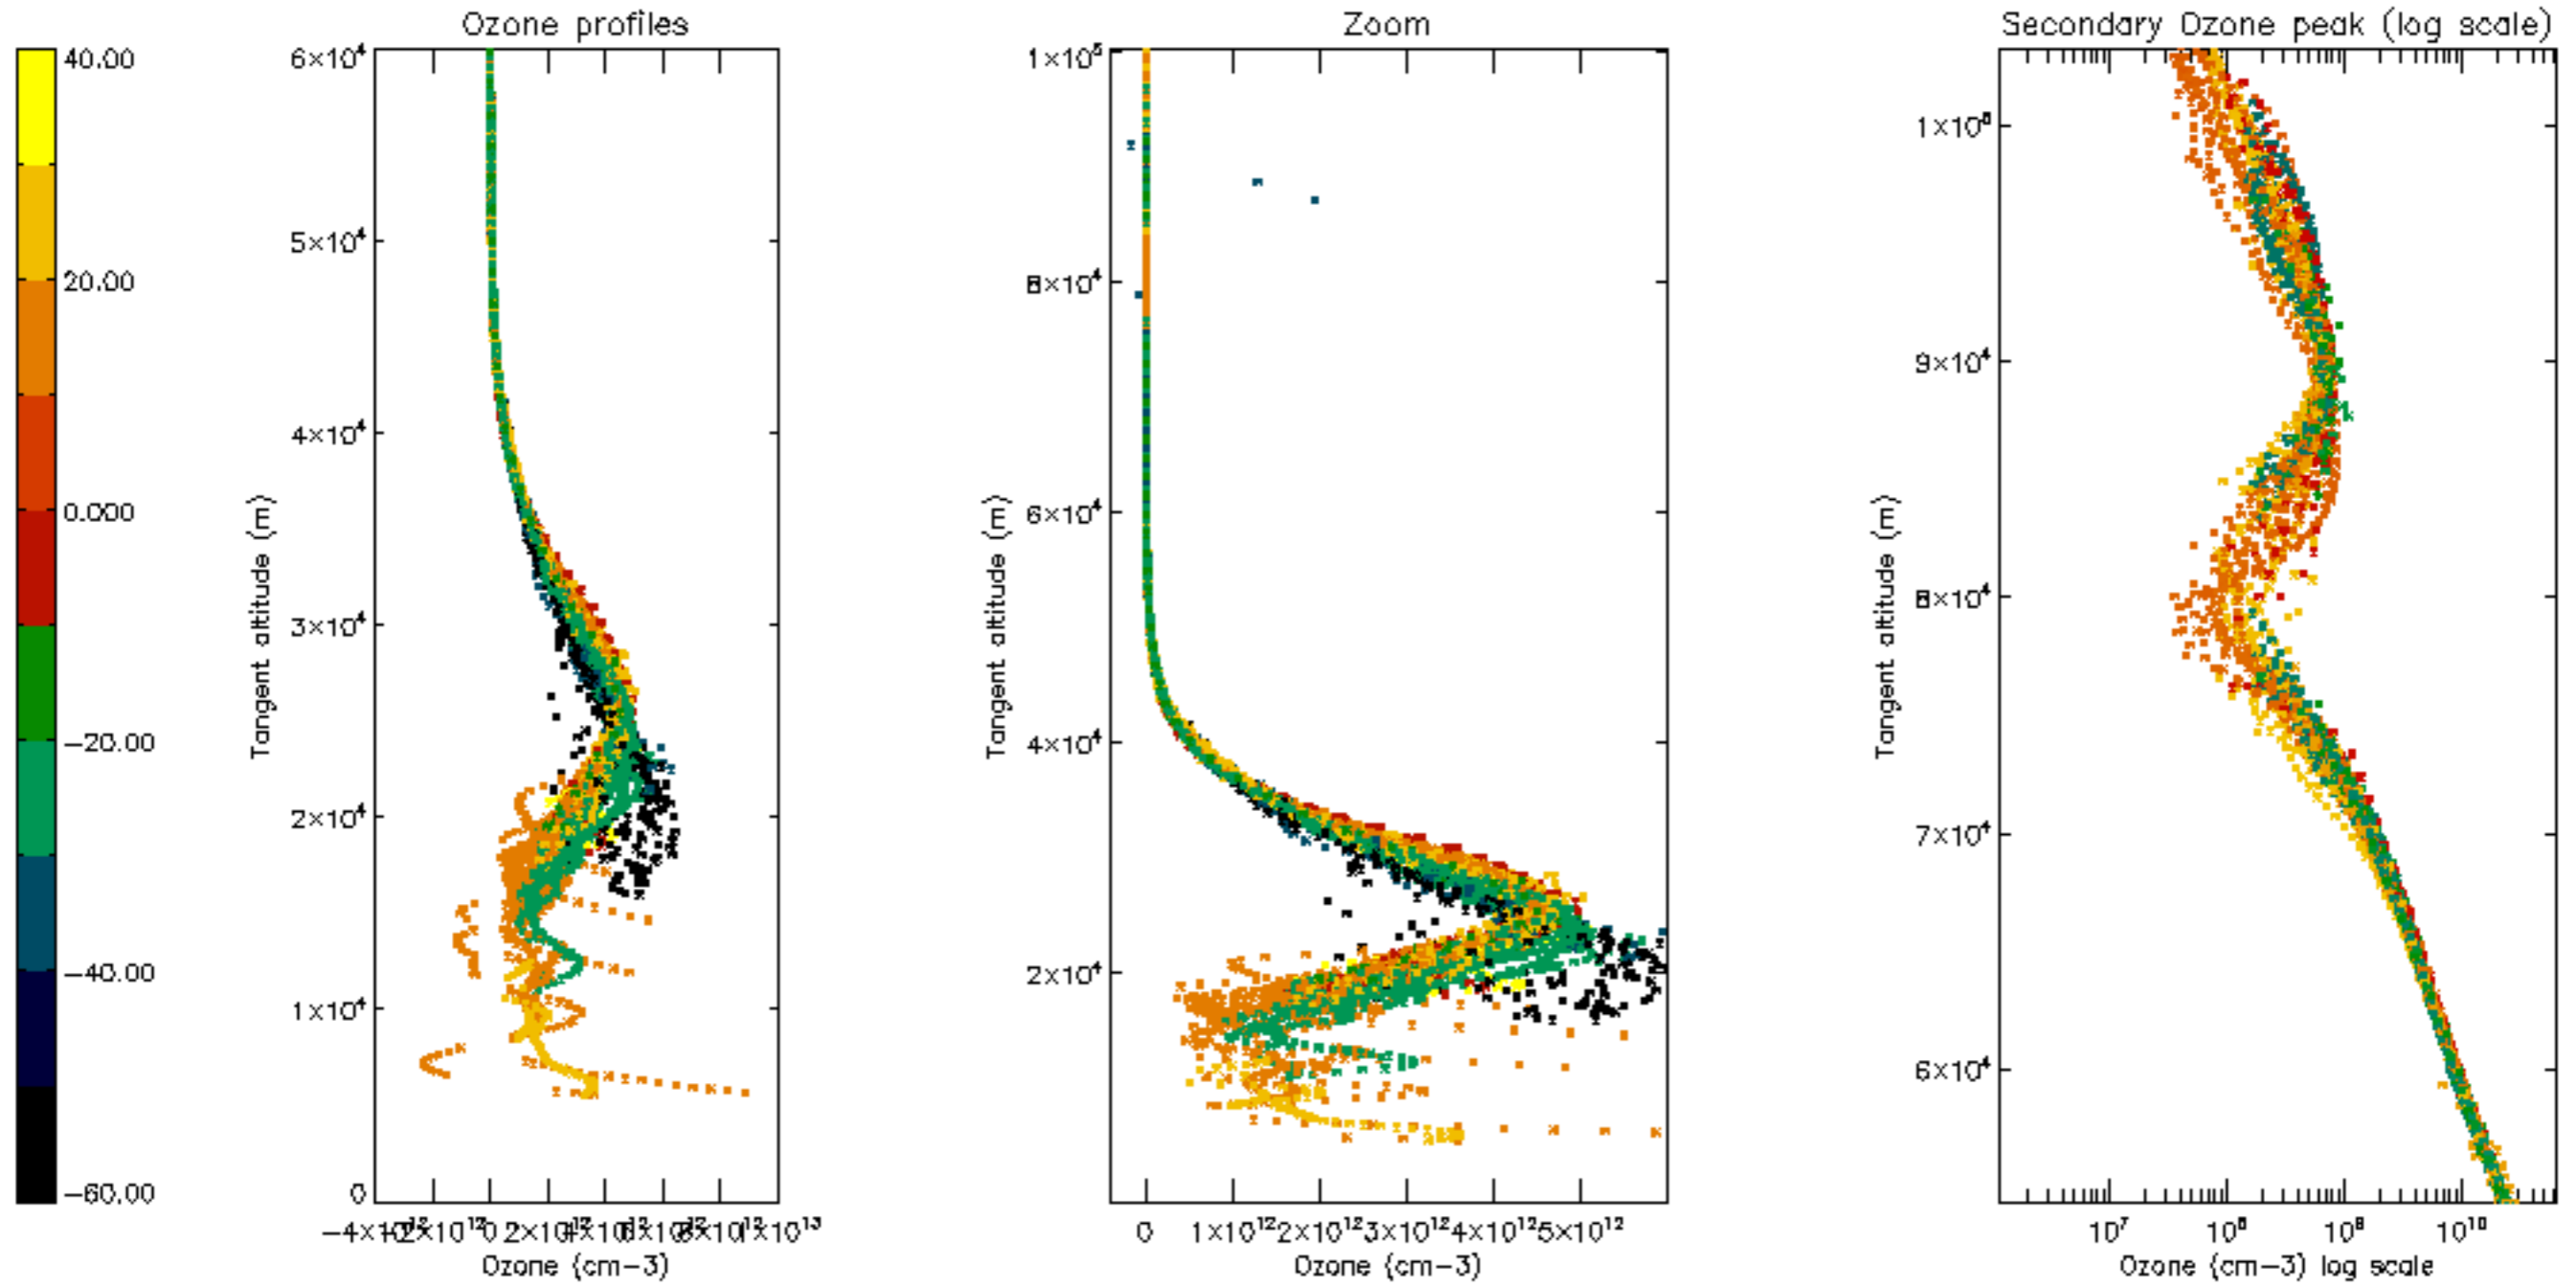 Ozone profiles
Zoom
Secondary Ozone peak (log scale)
40.00
20.00
0.000
−20.00
−40.00
−60.00
6×10⁴
5×10⁴
4×10⁴
3×10⁴
2×10⁴
1×10⁴
0
Tangent altitude (m)
0
Ozone (cm−3)
1×10⁵
8×10⁴
6×10⁴
4×10⁴
2×10⁴
Tangent altitude (m)
0 1×10¹² 2×10¹² 3×10¹² 4×10¹² 5×10¹²
Ozone (cm−3)
9×10⁴
8×10⁴
7×10⁴
6×10⁴
Tangent altitude (m)
10⁷ 10⁸ 10⁹ 10¹⁰
Ozone (cm−3) log scale